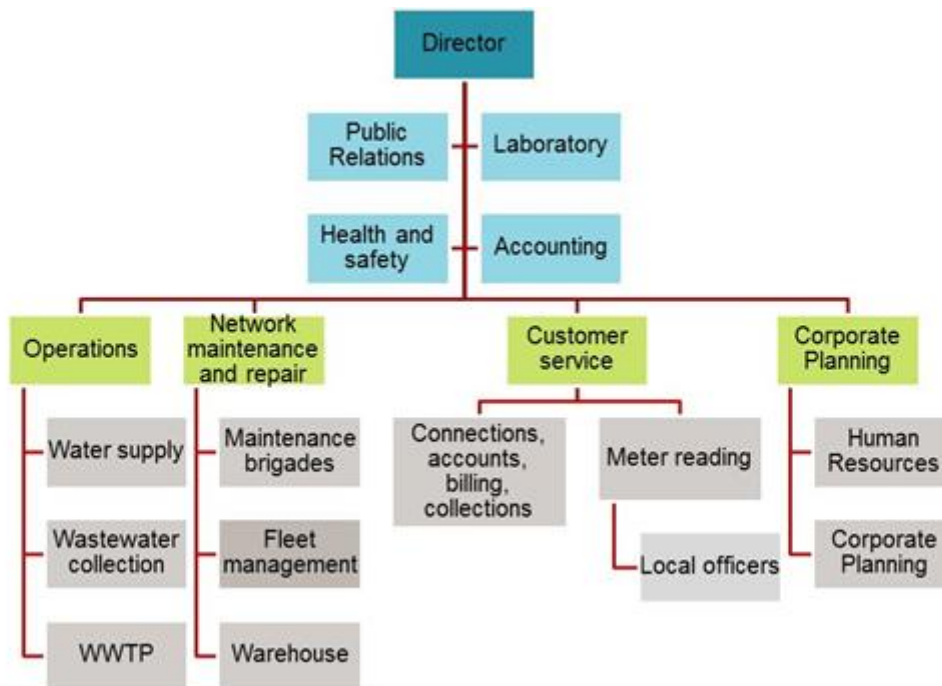 Director
Public
Relations
Laboratory
Health and
safety
Accounting
Operations
Network
maintenance
and repair
Customer
service
Corporate
Planning
Water supply
Maintenance
brigades
Connections,
accounts,
billing,
collections
Meter reading
Human
Resources
Wastewater
collection
Fleet
management
Local officers
Corporate
Planning
WWTP
Warehouse